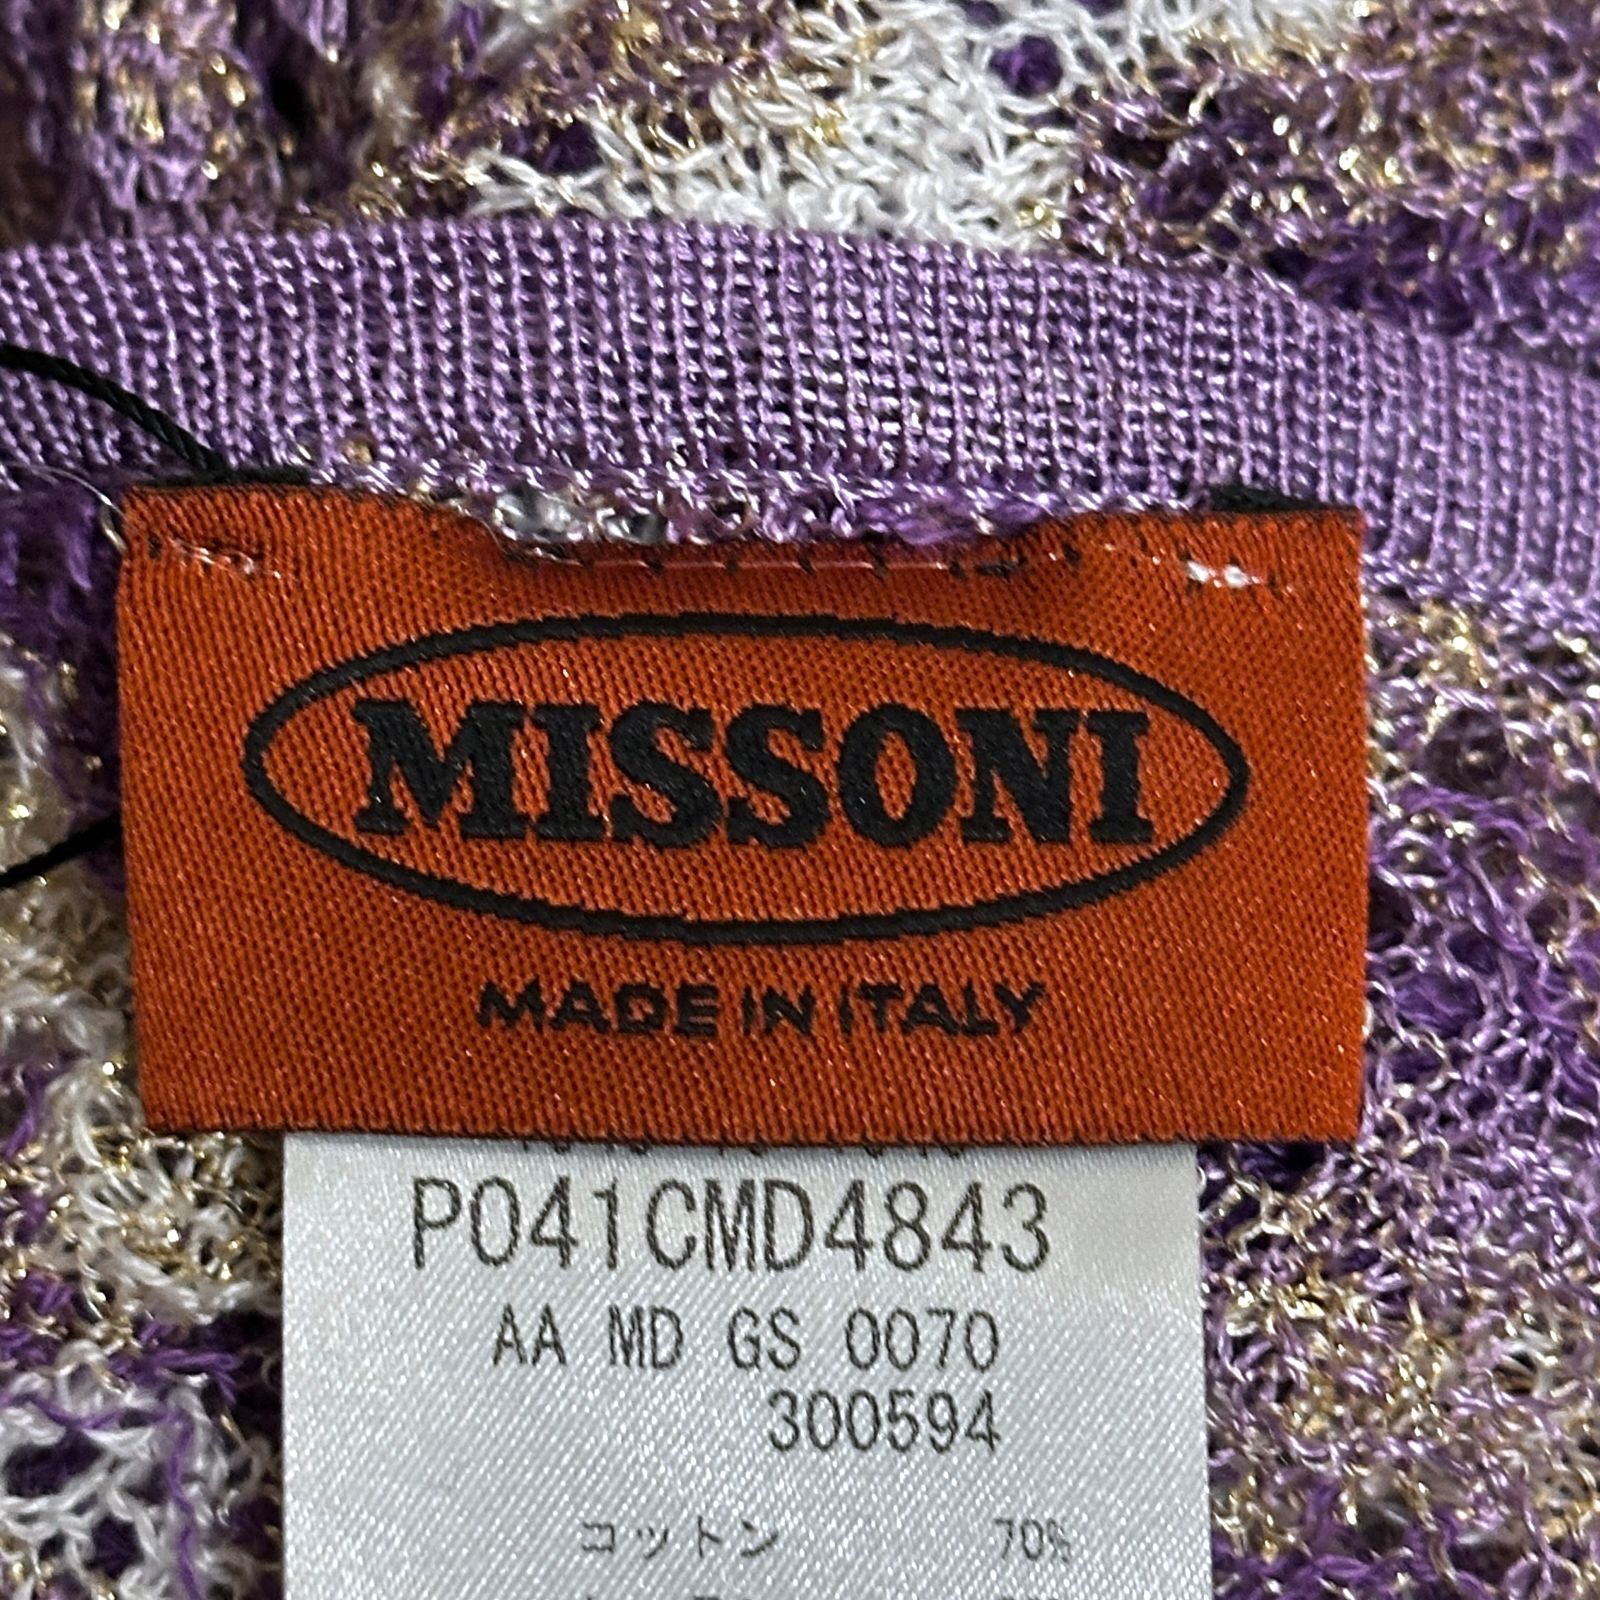 MISSONI
MADE IN ITALY
P041CMD4843
AA MD GS 0070
300594
コットン 70%